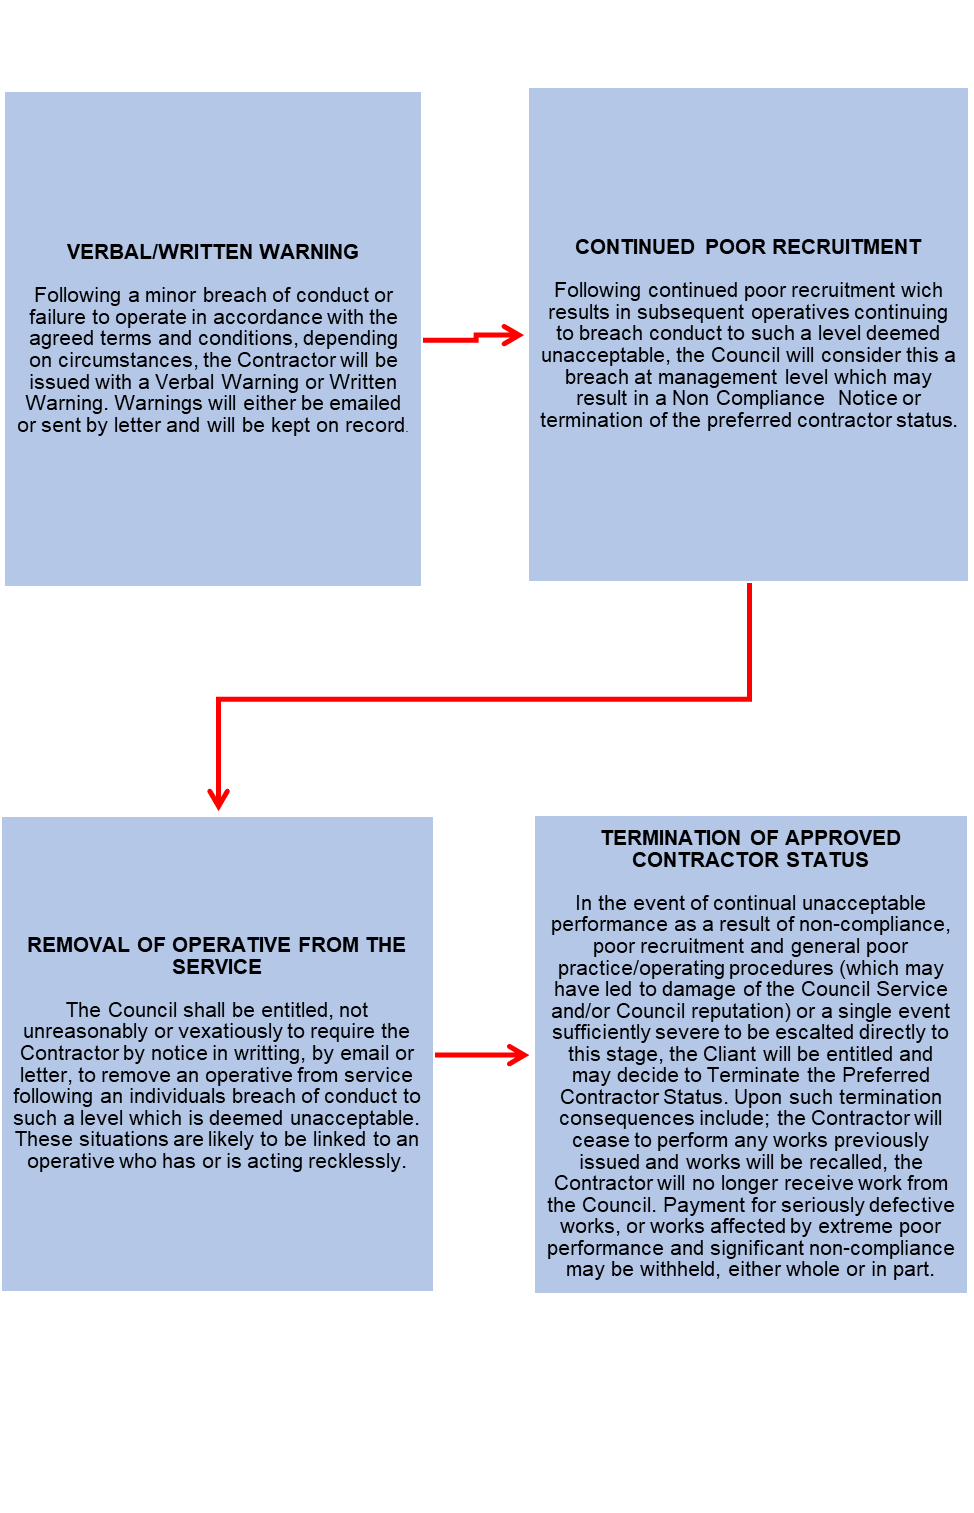 VERBAL/WRITTEN WARNING
Following a minor breach of conduct or
failure to operate in accordance with the
agreed terms and conditions, depending
on circumstances, the Contractor will be
issued with a Verbal Warning or Written
Warning. Warnings will either be emailed
or sent by letter and will be kept on record.
CONTINUED POOR RECRUITMENT
Following continued poor recruitment wich
results in subsequent operatives continuing
to breach conduct to such a level deemed
unacceptable, the Council will consider this a
breach at management level which may
result in a Non Compliance Notice or
termination of the preferred contractor status.
REMOVAL OF OPERATIVE FROM THE
SERVICE
The Council shall be entitled, not
unreasonably or vexatiously to require the
Contractor by notice in writting, by email or
letter, to remove an operative from service
following an individuals breach of conduct to
such a level which is deemed unacceptable.
These situations are likely to be linked to an
operative who has or is acting recklessly.
TERMINATION OF APPROVED
CONTRACTOR STATUS
In the event of continual unacceptable
performance as a result of non-compliance,
poor recruitment and general poor
practice/operating procedures (which may
have led to damage of the Council Service
and/or Council reputation) or a single event
sufficiently severe to be escalted directly to
this stage, the Cliant will be entitled and
may decide to Terminate the Preferred
Contractor Status. Upon such termination
consequences include; the Contractor will
cease to perform any works previously
issued and works will be recalled, the
Contractor will no longer receive work from
the Council. Payment for seriously defective
works, or works affected by extreme poor
performance and significant non-compliance
may be withheld, either whole or in part.